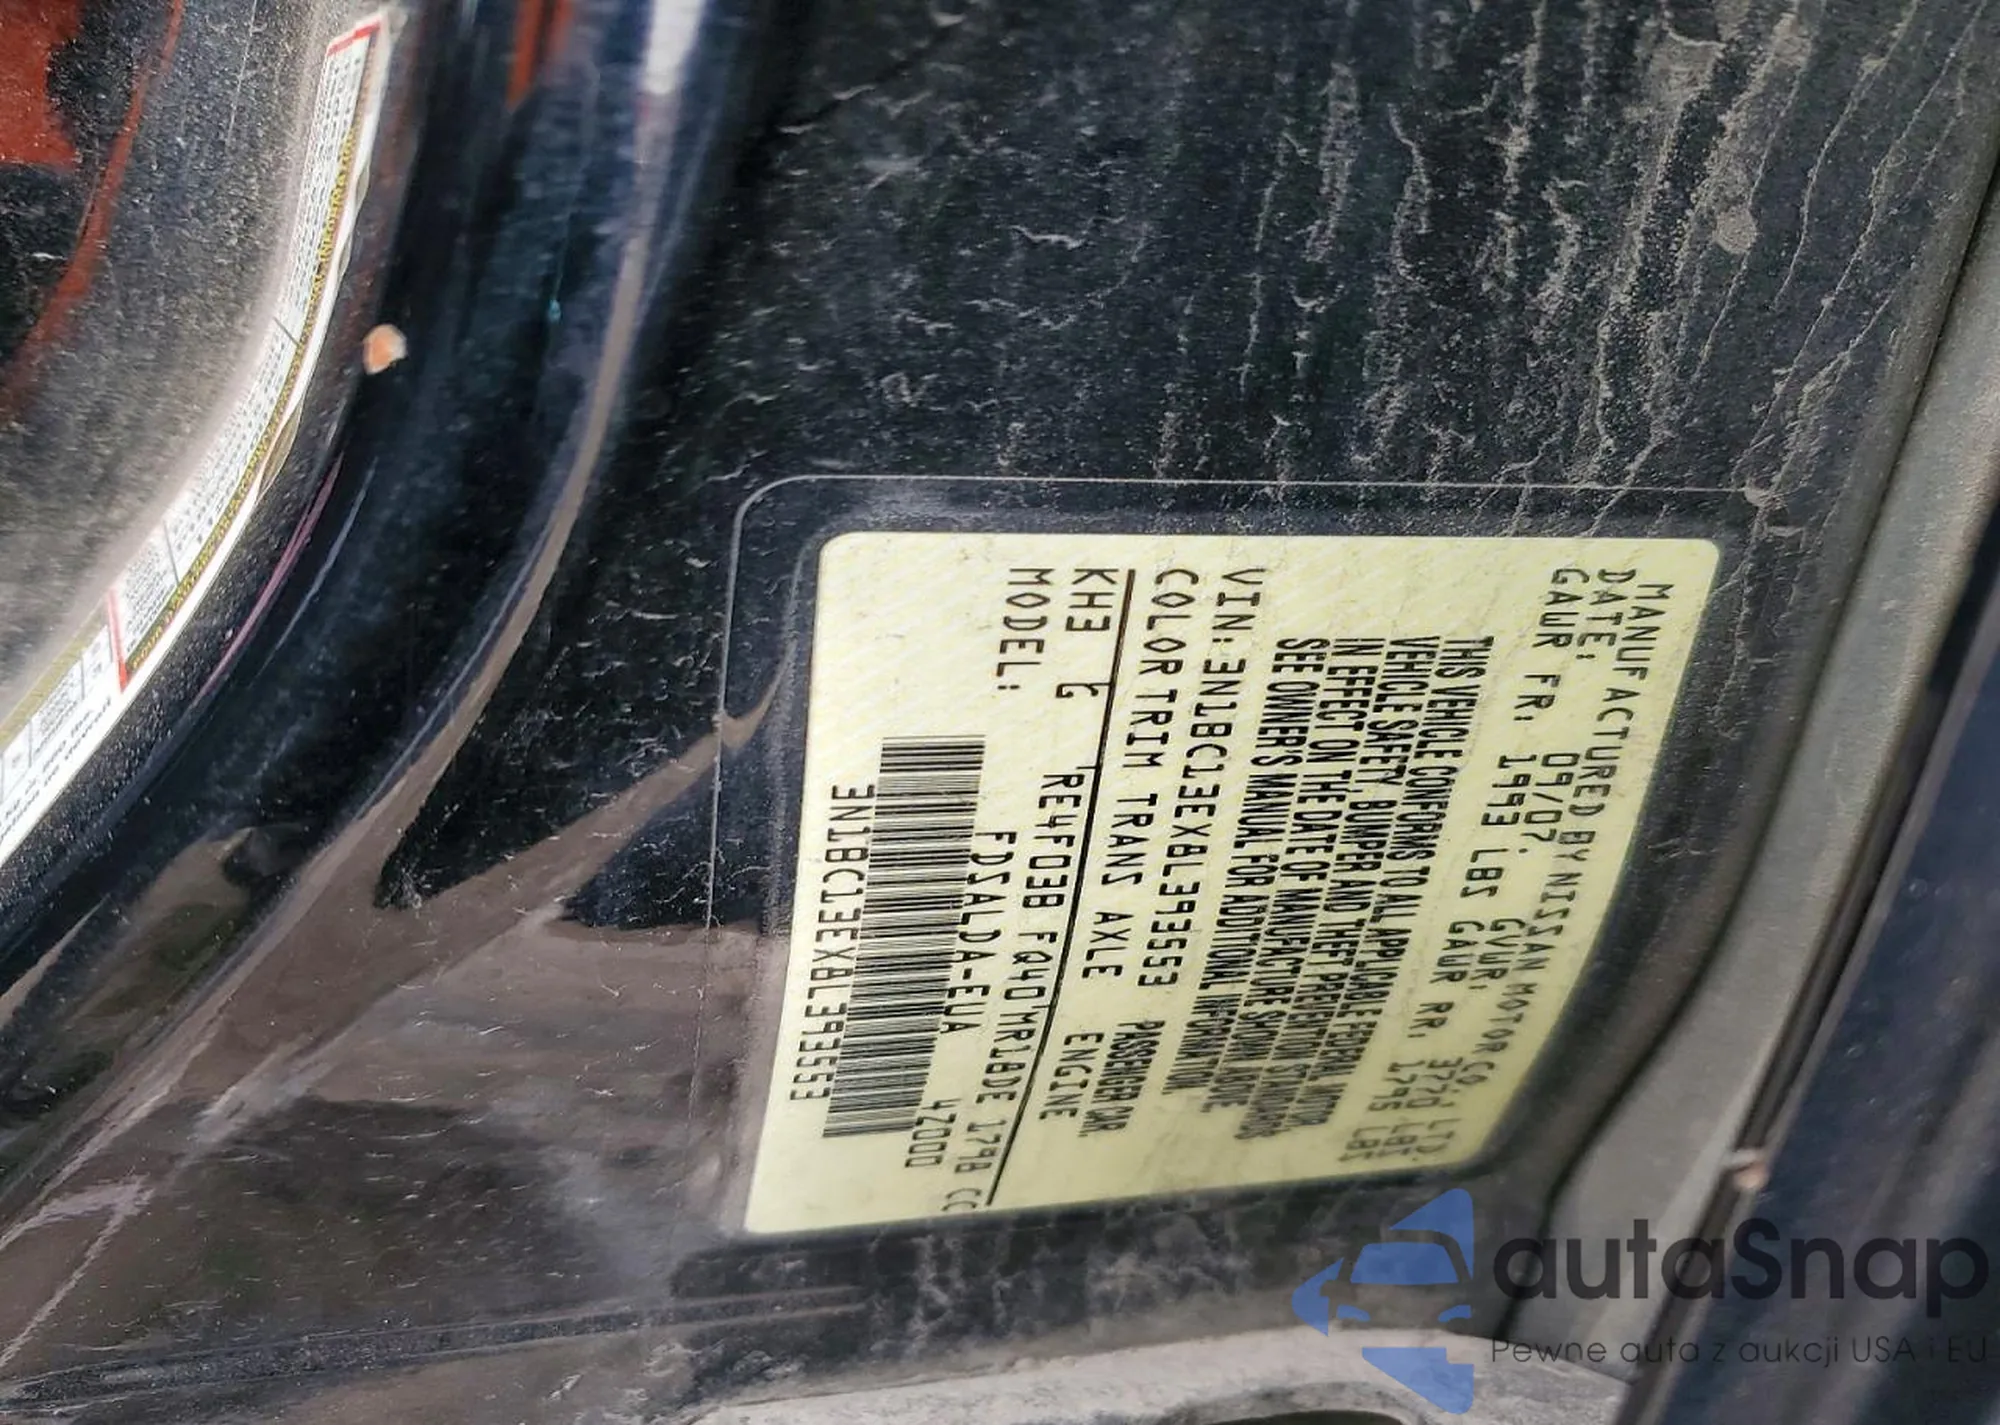 MANUFACTURED BY NISSAN MOTOR CO., LTD.
DATE: 09/07. GVWR: 3770 LBS
GAWR FR: 1993 LBS GAWR RR: 1795 LBS
THIS VEHICLE CONFORMS TO ALL APPLICABLE FEDERAL MOTOR
VEHICLE SAFETY, BUMPER AND THEFT PREVENTION STANDARDS
IN EFFECT ON THE DATE OF MANUFACTURE SHOWN ABOVE.
SEE OWNER'S MANUAL FOR ADDITIONAL INFORMATION.
VIN: 3N1BC13EX8L393553 PASSENGER CAR.
COLOR TRIM TRANS AXLE ENGINE
KH3 G RE4F03B FQ40 MR18DE 1798 CC
MODEL: FDSALDA-EUA 4Z000
3N1BC13EX8L393553
autaSnap
Pewne auta z aukcji USA i EU